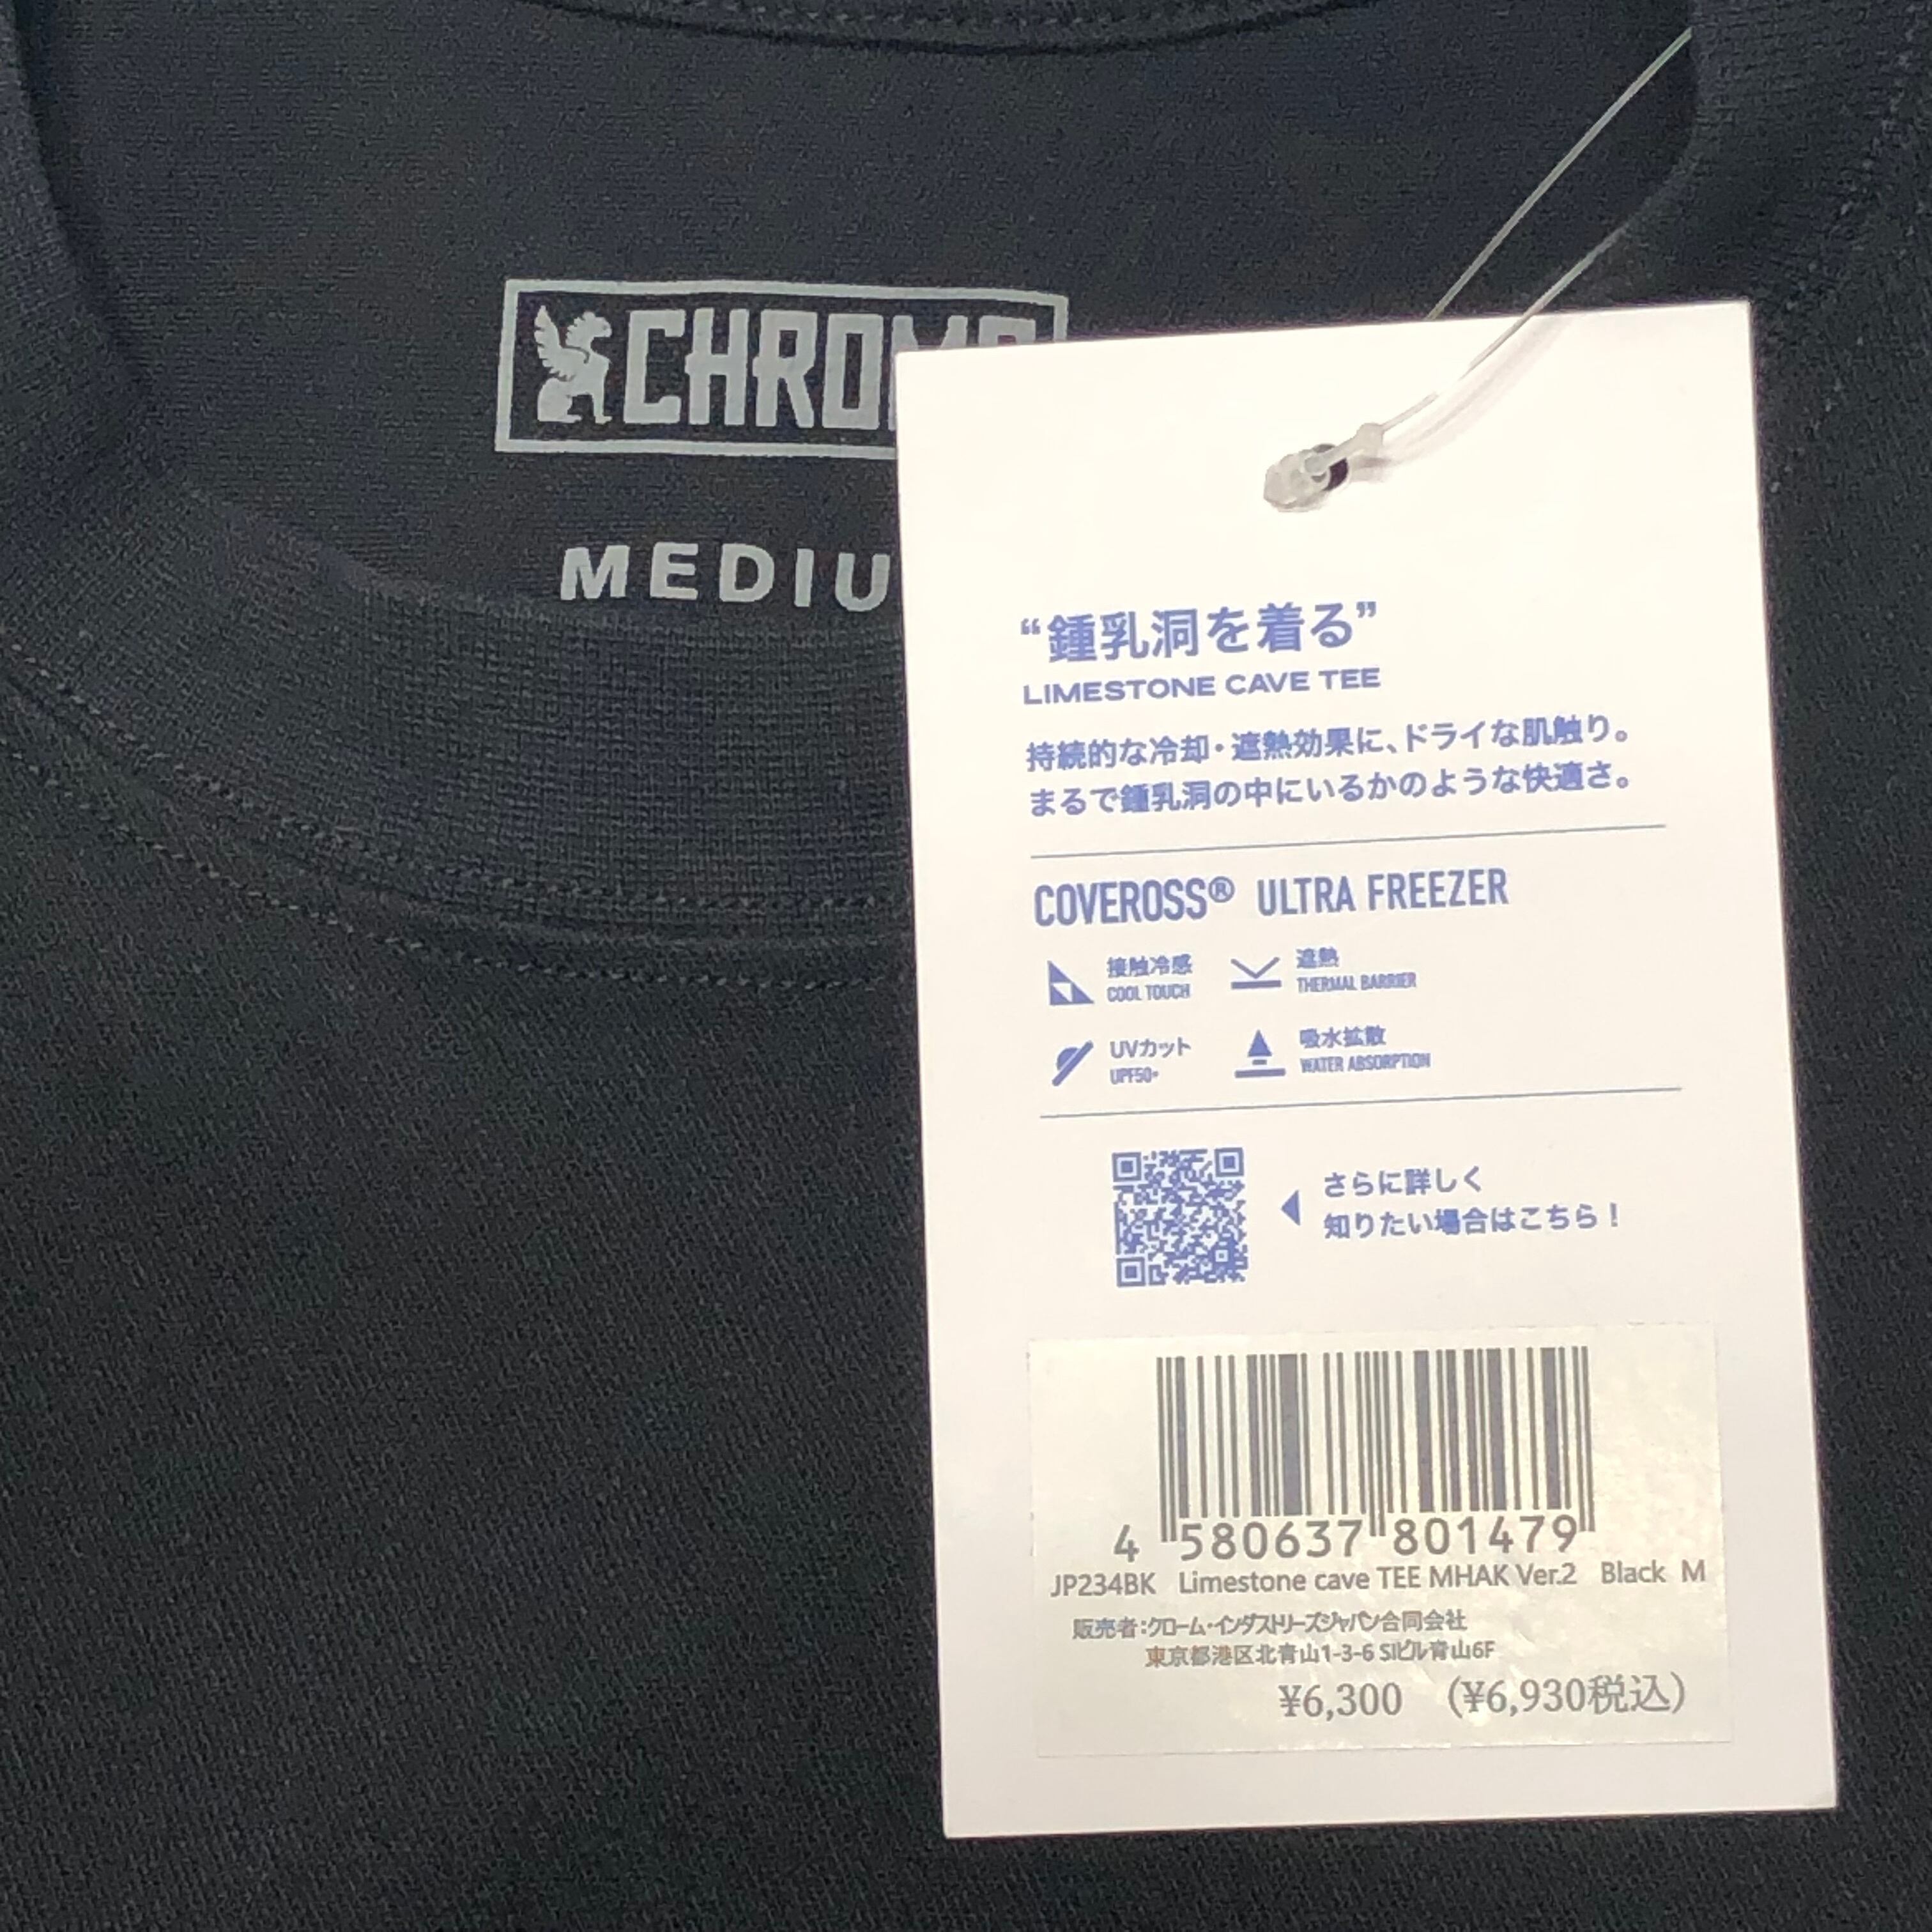 CHROME
MEDIU
“鍾乳洞を着る”
LIMESTONE CAVE TEE
持続的な冷却・遮熱効果に、ドライな肌触り。
まるで鍾乳洞の中にいるかのような快適さ。
COVEROSS® ULTRA FREEZER
接触冷感
COOL TOUCH
遮熱
THERMAL BARRIER
UVカット
UPF50+
吸水拡散
WATER ABSORPTION
さらに詳しく
知りたい場合はこちら！
4 580637 801479
JP234BK Limestone cave TEE MHAK Ver.2 Black M
販売者：クローム・インダストリーズジャパン合同会社
東京都港区北青山1-3-6 SIビル青山6F
¥6,300 (¥6,930税込)